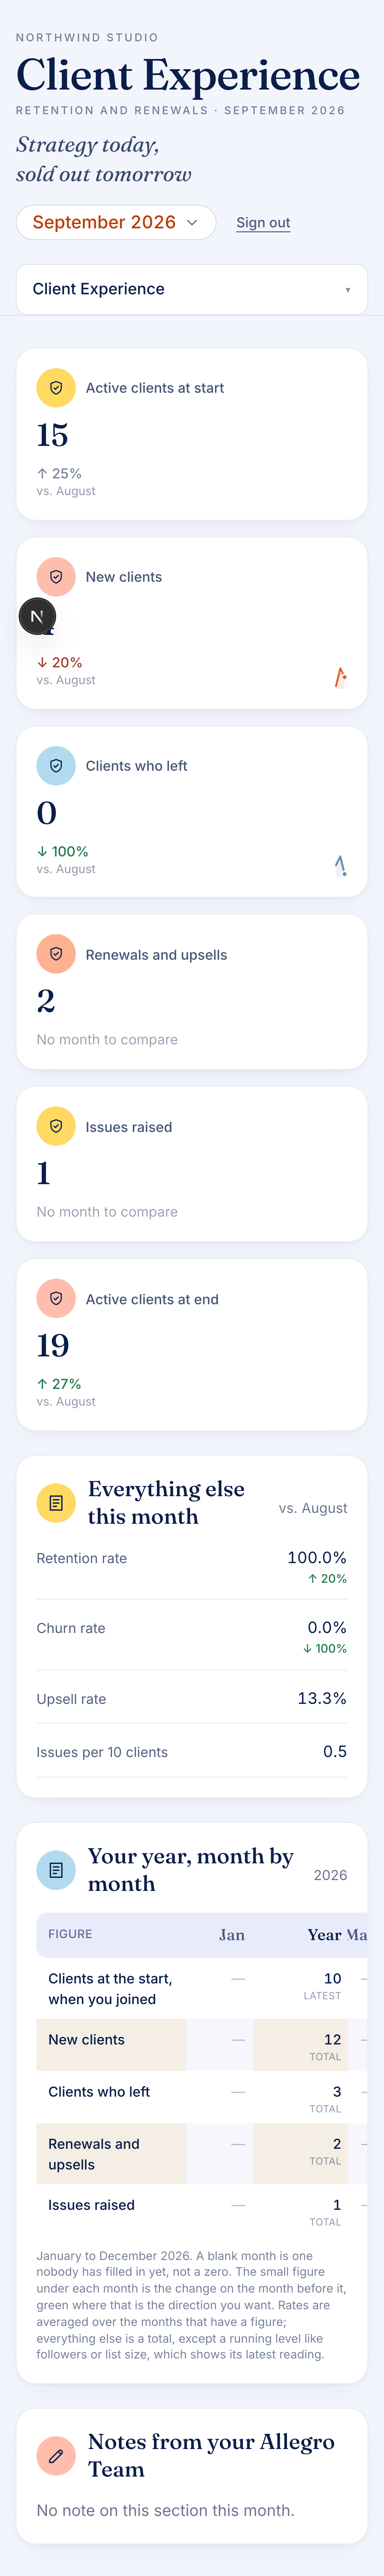 NORTHWIND STUDIO
Client Experience
RETENTION AND RENEWALS · SEPTEMBER 2026
Strategy today,
sold out tomorrow
September 2026
Sign out
Client Experience
Active clients at start
15
↑ 25%
vs. August
New clients
N
↓ 20%
vs. August
Clients who left
0
↓ 100%
vs. August
Renewals and upsells
2
No month to compare
Issues raised
1
No month to compare
Active clients at end
19
↑ 27%
vs. August
Everything else
this month
vs. August
Retention rate 100.0%
↑ 20%
Churn rate 0.0%
↓ 100%
Upsell rate 13.3%
Issues per 10 clients 0.5
Your year, month by
month
2026
FIGURE Jan Year Ma
Clients at the start, — 10 —
when you joined LATEST
New clients — 12 —
TOTAL
Clients who left — 3 —
TOTAL
Renewals and — 2 —
upsells TOTAL
Issues raised — 1 —
TOTAL
January to December 2026. A blank month is one
nobody has filled in yet, not a zero. The small figure
under each month is the change on the month before it,
green where that is the direction you want. Rates are
averaged over the months that have a figure;
everything else is a total, except a running level like
followers or list size, which shows its latest reading.
Notes from your Allegro
Team
No note on this section this month.